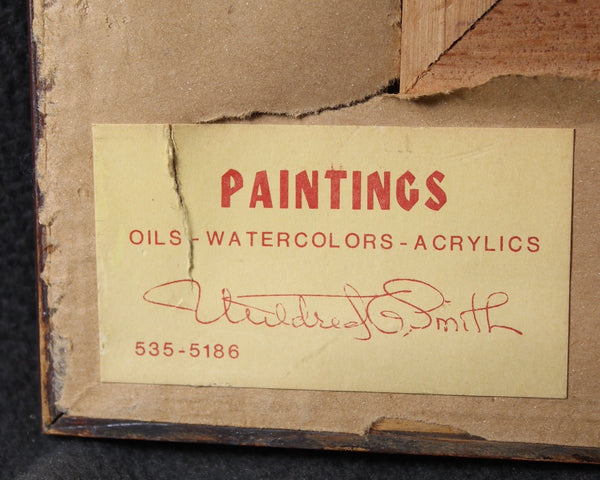 PAINTINGS
OILS - WATERCOLORS - ACRYLICS
Mildred G. Smith
535-5186